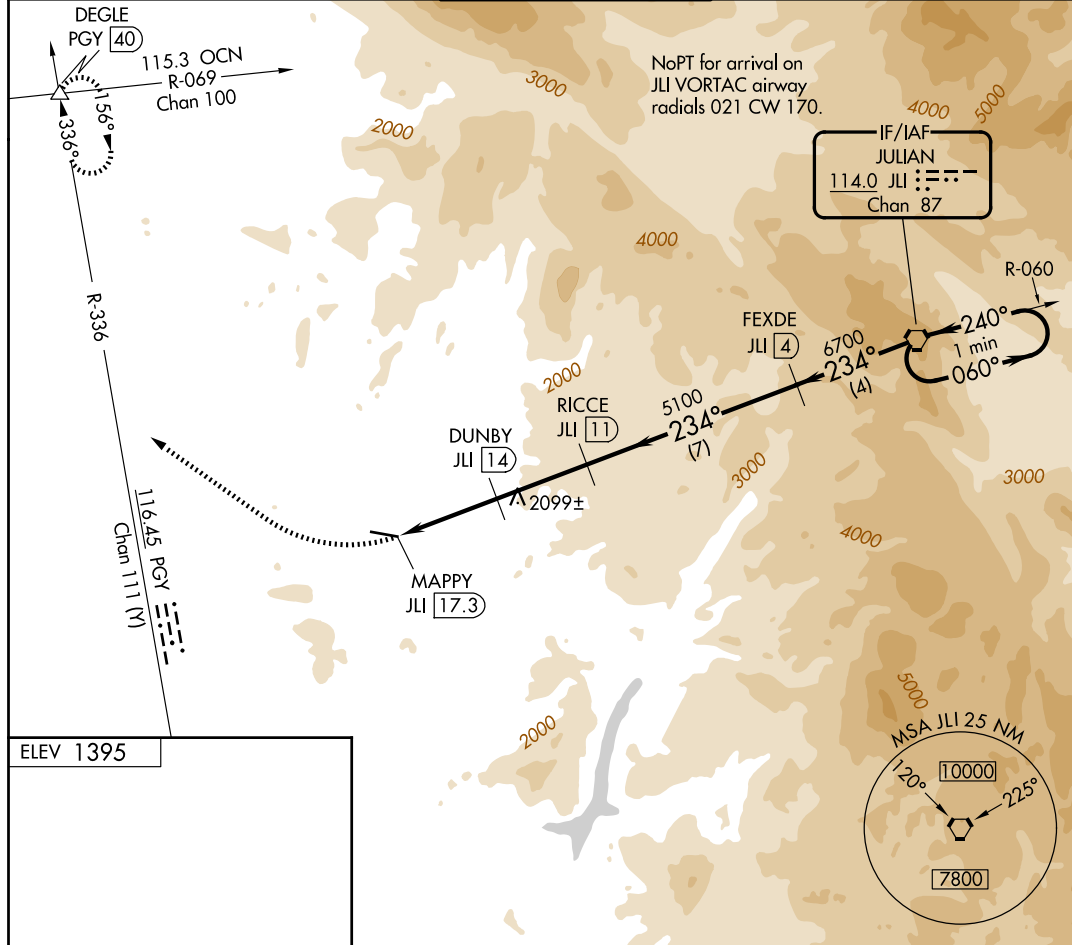 DEGLE
PGY 40
115.3 OCN
R-069
Chan 100
156°
336°
NoPT for arrival on
JLI VORTAC airway
radials 021 CW 170.
3000
2000
4000
5000
IF/IAF
JULIAN
114.0 JLI
Chan 87
4000
R-060
240°
1 min
060°
FEXDE
JLI 4
6700
234°
(4)
R-336
2000
RICCE
JLI 11
5100
234°
(7)
DUNBY
JLI 14
2099±
3000
3000
4000
116.45 PGY
Chan 111 (Y)
MAPPY
JLI 17.3
5000
2000
ELEV 1395
MSA JLI 25 NM
120°
10000
225°
7800